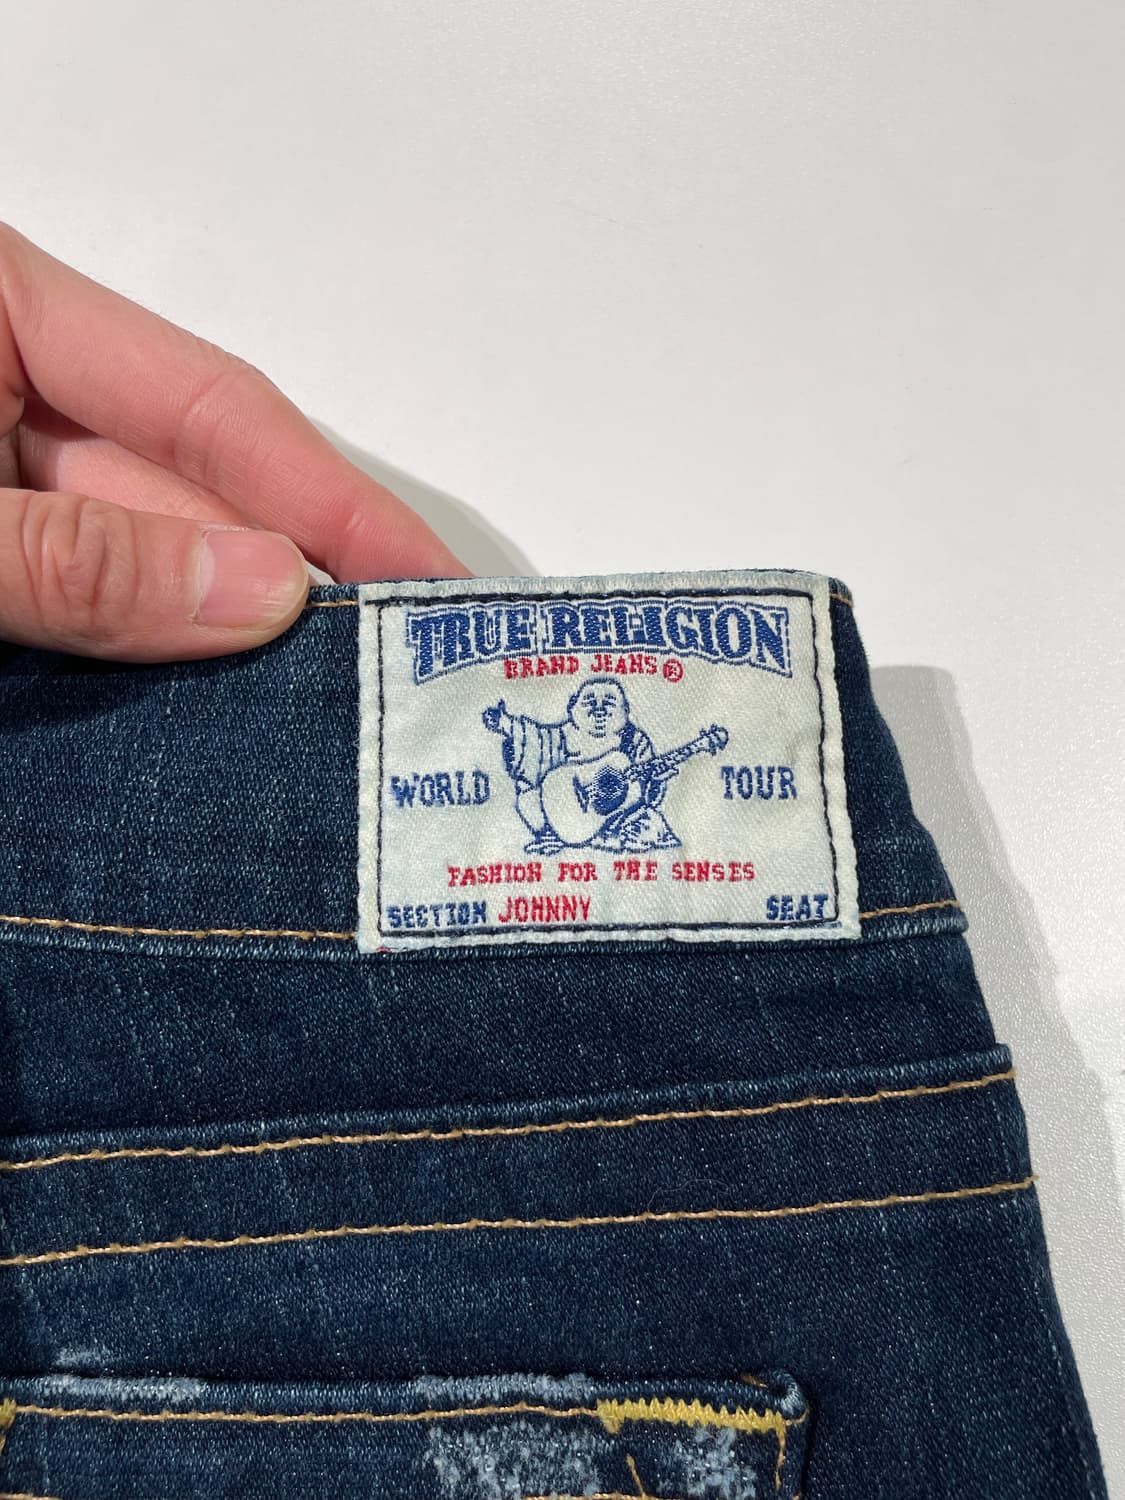 TRUE RELIGION
BRAND JEANS®
WORLD TOUR
FASHION FOR THE SENSES
SECTION JOHNNY SEAT